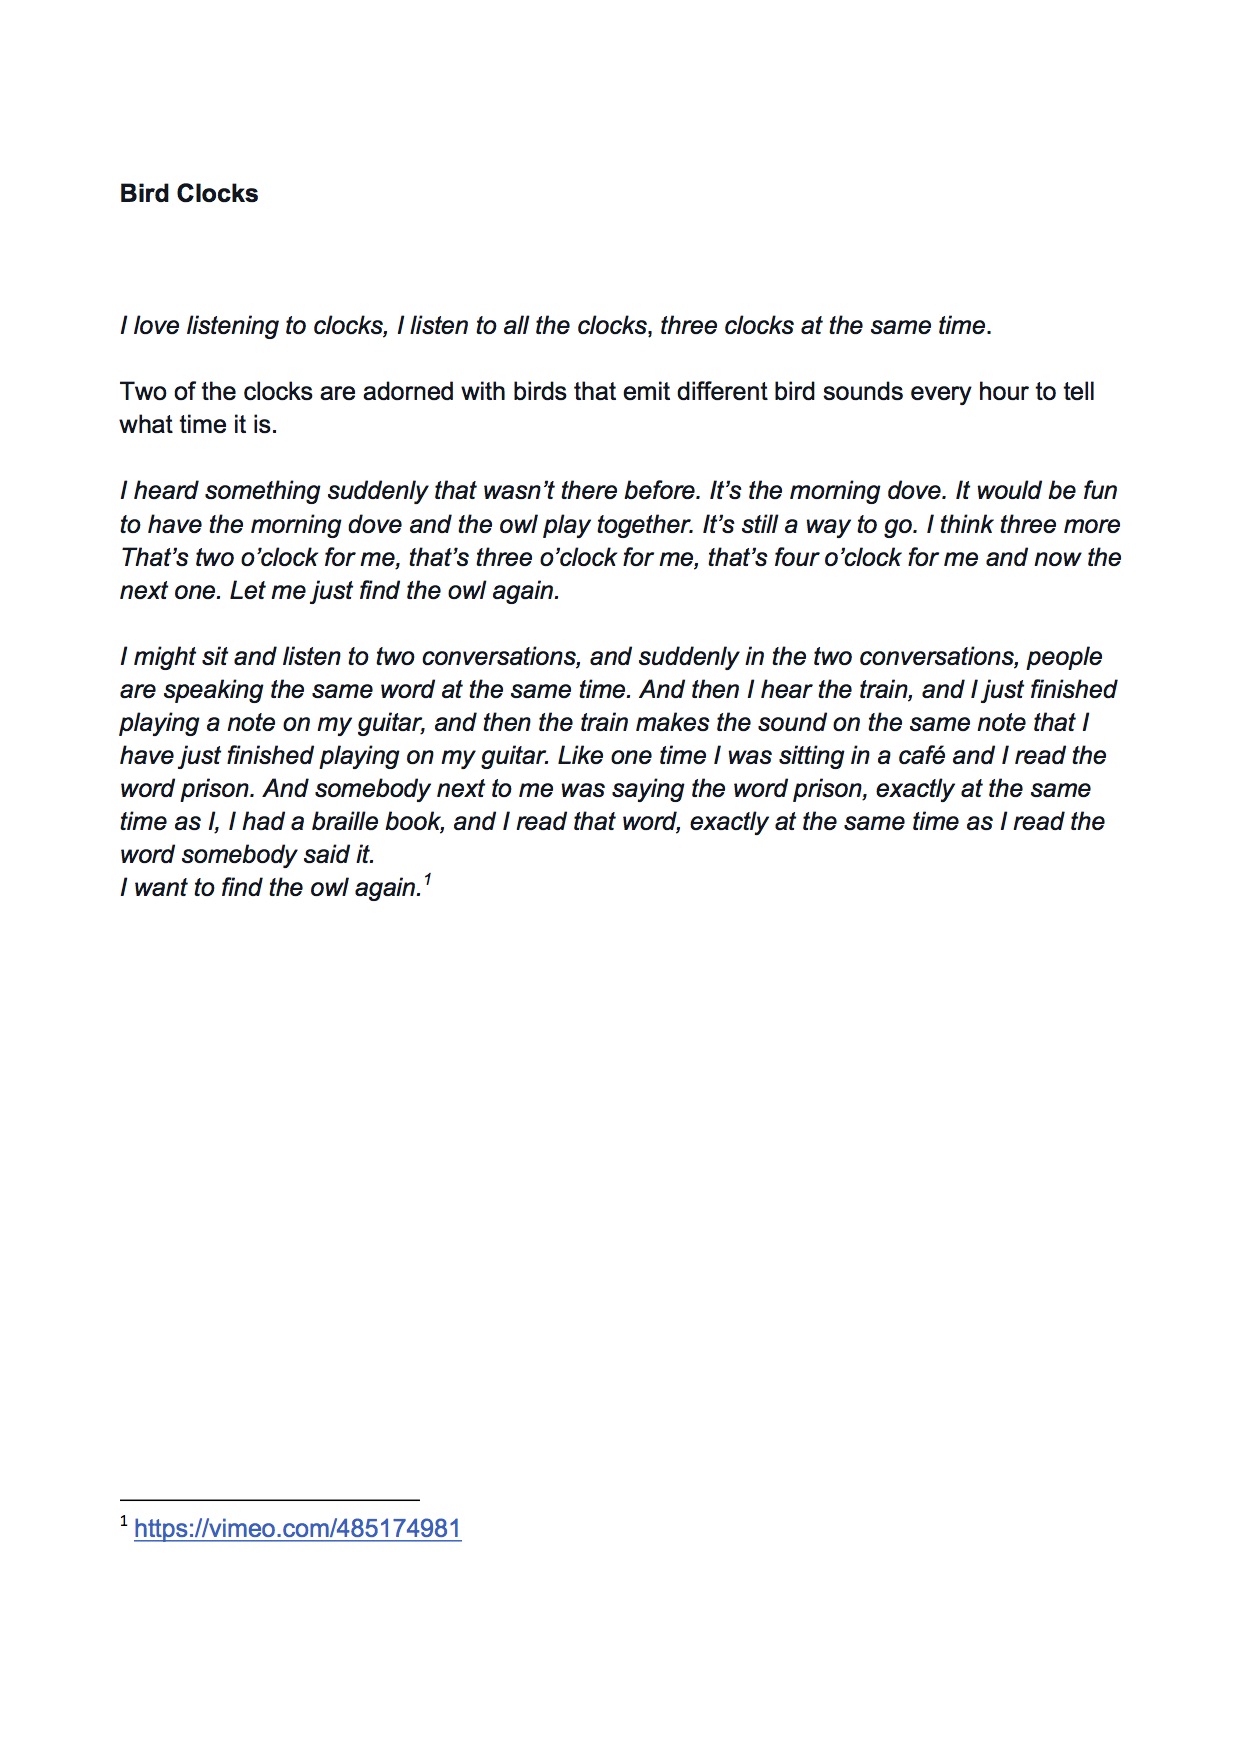 Bird Clocks
I love listening to clocks, I listen to all the clocks, three clocks at the same time.
Two of the clocks are adorned with birds that emit different bird sounds every hour to tell
what time it is.
I heard something suddenly that wasn’t there before. It’s the morning dove. It would be fun
to have the morning dove and the owl play together. It’s still a way to go. I think three more
That’s two o’clock for me, that’s three o’clock for me, that’s four o’clock for me and now the
next one. Let me just find the owl again.
I might sit and listen to two conversations, and suddenly in the two conversations, people
are speaking the same word at the same time. And then I hear the train, and I just finished
playing a note on my guitar, and then the train makes the sound on the same note that I
have just finished playing on my guitar. Like one time I was sitting in a café and I read the
word prison. And somebody next to me was saying the word prison, exactly at the same
time as I, I had a braille book, and I read that word, exactly at the same time as I read the
word somebody said it.
I want to find the owl again.¹
¹ https://vimeo.com/485174981